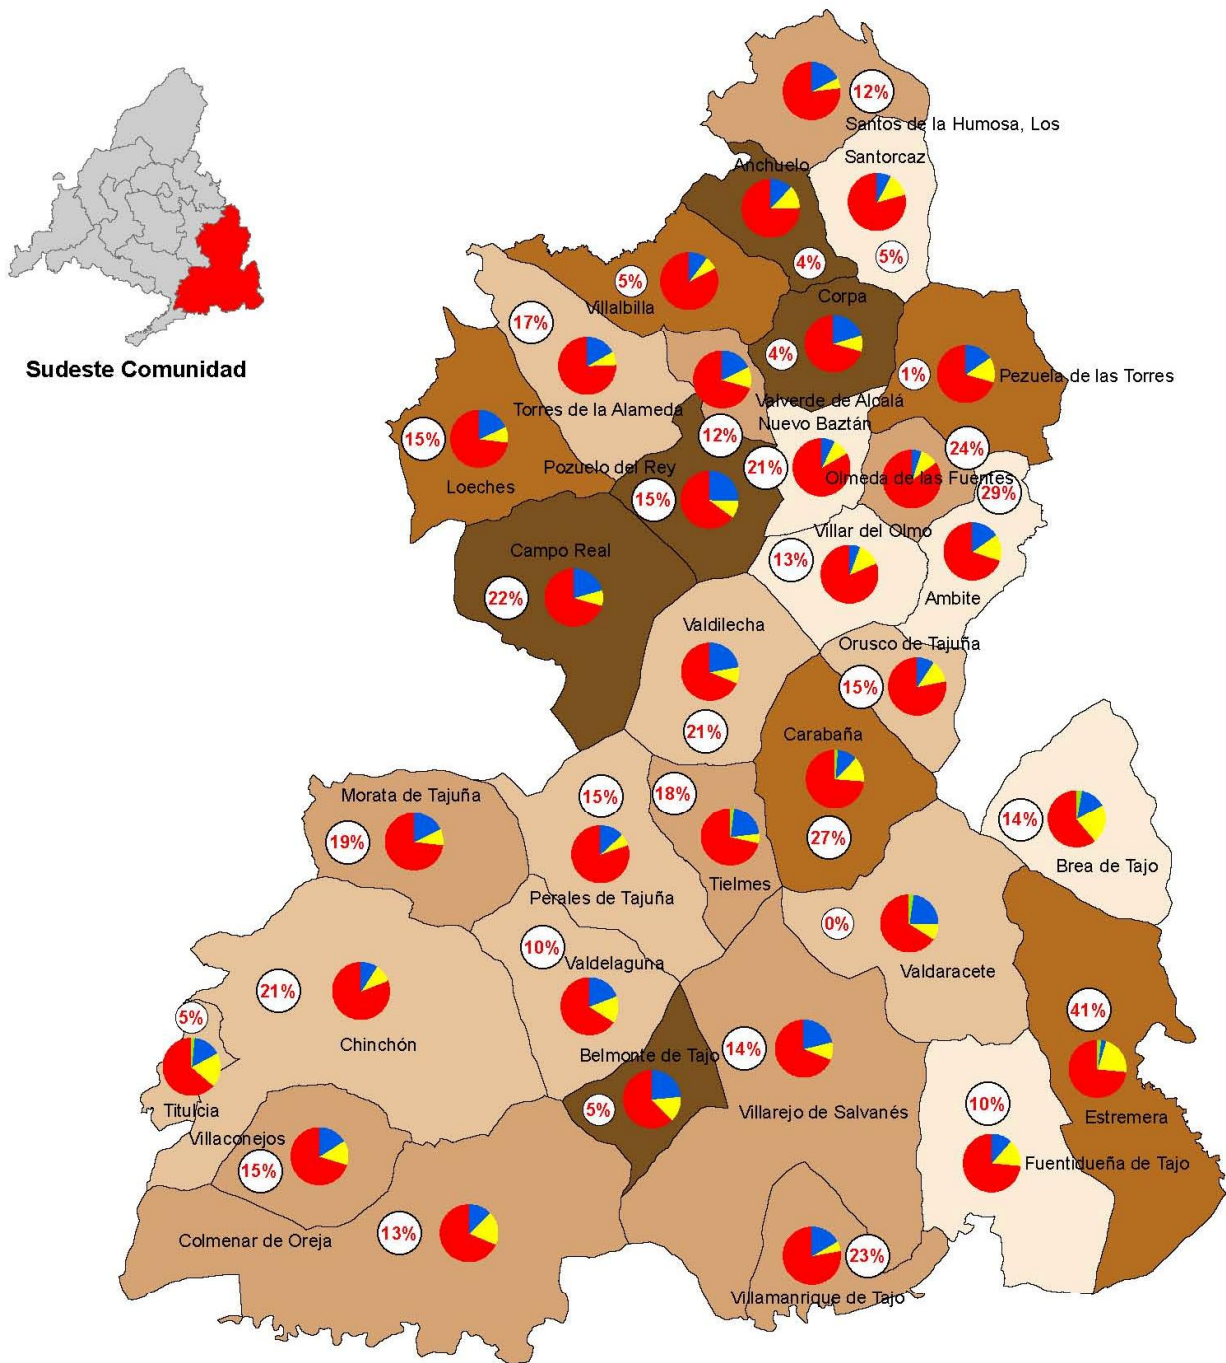 12%
Santos de la Humosa, Los
Anchuelo
Santorcaz
4%
5%
5%
Villalbilla
Corpa
17%
4%
1%
Pezuela de las Torres
Sudeste Comunidad
Torres de la Alameda
Valverde de Alcalá
Nuevo Baztán
15%
12%
24%
Pozuelo del Rey
21%
Olmeda de las Fuentes
Loeches
15%
29%
Villar del Olmo
Campo Real
13%
22%
Ambite
Valdilecha
Orusco de Tajuña
15%
21%
Carabaña
Morata de Tajuña
15%
18%
14%
19%
27%
Brea de Tajo
Tielmes
Perales de Tajuña
0%
10%
Valdelaguna
Valdaracete
21%
41%
5%
Chinchón
Belmonte de Tajo
14%
10%
Titulcia
5%
Villarejo de Salvanés
Estremera
Villaconejos
15%
Fuentidueña de Tajo
Colmenar de Oreja
13%
23%
Villamanrique de Tajo